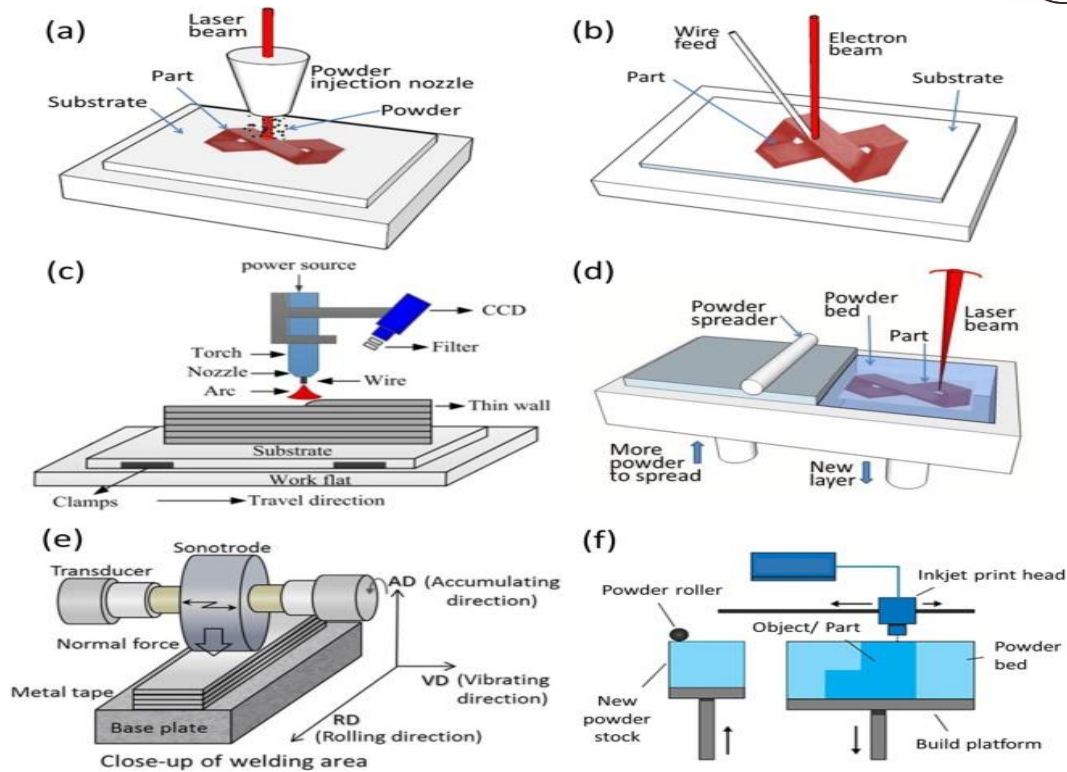 (a)
Laser
beam
Part
Substrate
Powder
injection nozzle
Powder
(b)
Wire
feed
Electron
beam
Part
Substrate
(c)
power source
CCD
Filter
Torch
Nozzle
Wire
Arc
Thin wall
Substrate
Work flat
Clamps
Travel direction
(d)
Powder
spreader
Powder
bed
Part
Laser
beam
More
powder
to spread
New
layer
(e)
Sonotrode
Transducer
AD (Accumulating
direction)
Normal force
VD (Vibrating
direction)
Metal tape
RD
(Rolling direction)
Base plate
Close-up of welding area
(f)
Powder roller
Inkjet print head
Object/ Part
Powder
bed
New
powder
stock
Build platform